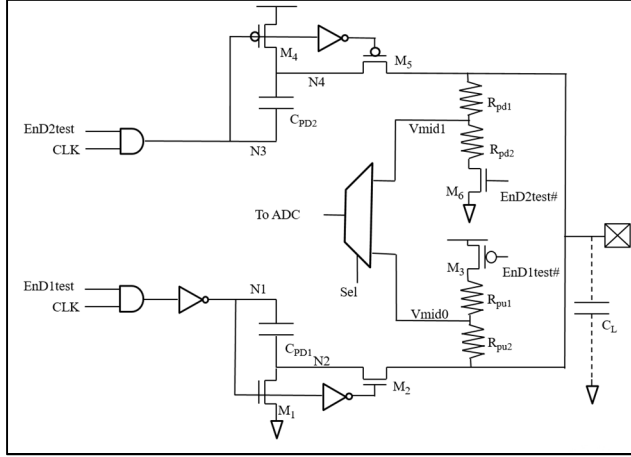 M4
M5
N4
CPD2
Rpd1
Vmid1
EnD2test
CLK
N3
Rpd2
M6
EnD2test#
To ADC
M3
EnD1test#
EnD1test
CLK
N1
Sel
Rpu1
Vmid0
CL
CPD1
N2
Rpu2
M2
M1